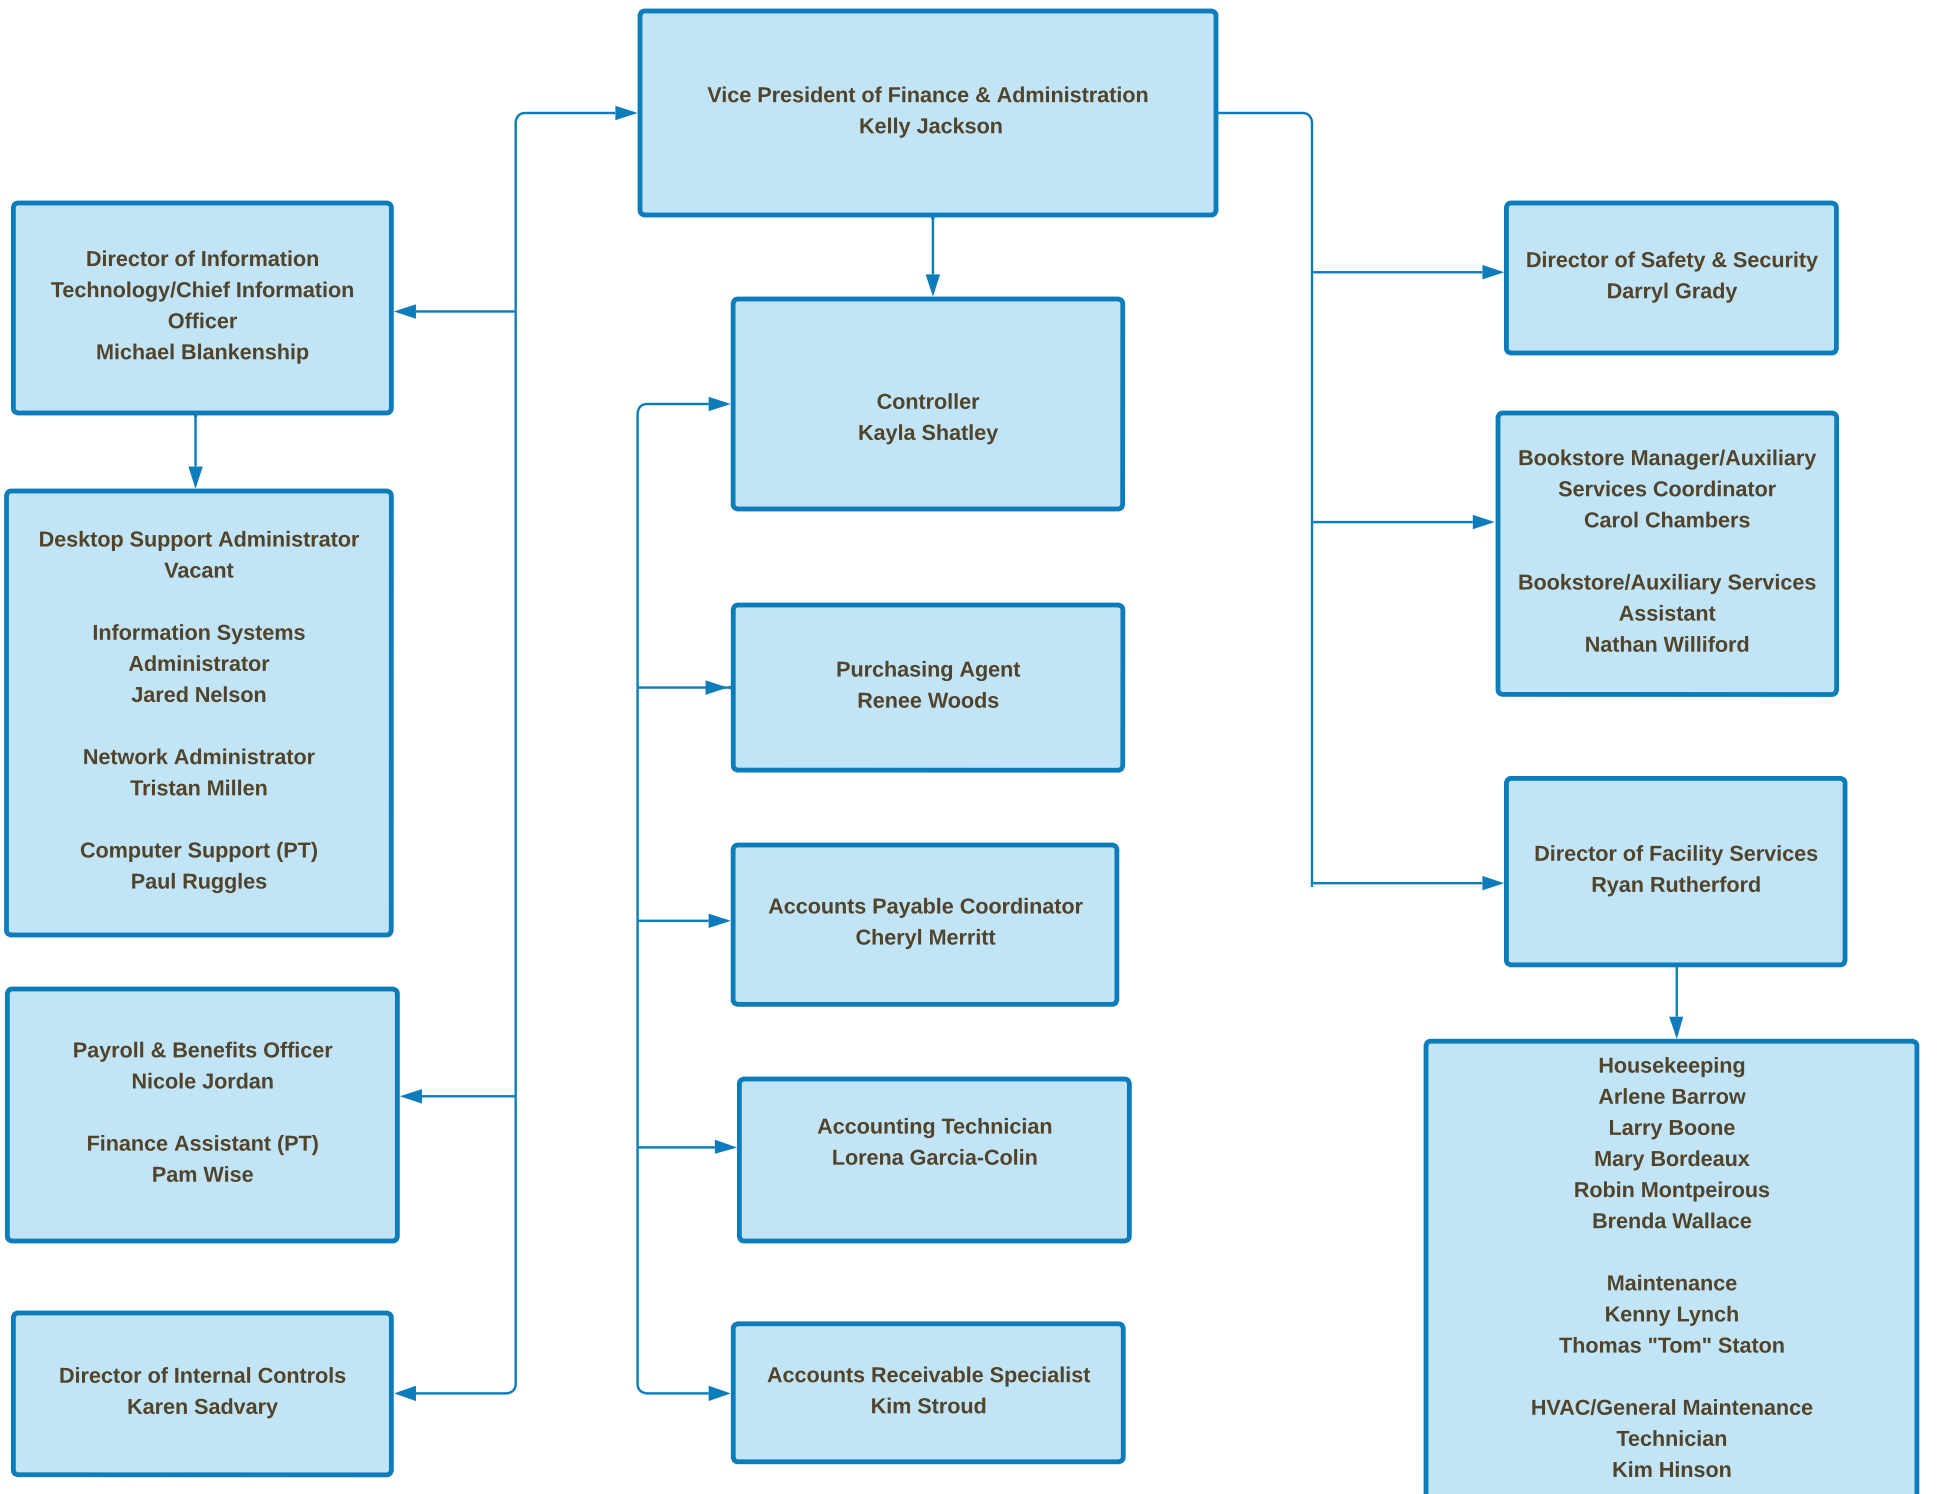 Vice President of Finance & Administration
Kelly Jackson
Director of Information
Technology/Chief Information
Officer
Michael Blankenship
Desktop Support Administrator
Vacant
Information Systems
Administrator
Jared Nelson
Network Administrator
Tristan Millen
Computer Support (PT)
Paul Ruggles
Payroll & Benefits Officer
Nicole Jordan
Finance Assistant (PT)
Pam Wise
Director of Internal Controls
Karen Sadvary
Controller
Kayla Shatley
Purchasing Agent
Renee Woods
Accounts Payable Coordinator
Cheryl Merritt
Accounting Technician
Lorena Garcia-Colin
Accounts Receivable Specialist
Kim Stroud
Director of Safety & Security
Darryl Grady
Bookstore Manager/Auxiliary
Services Coordinator
Carol Chambers
Bookstore/Auxiliary Services
Assistant
Nathan Williford
Director of Facility Services
Ryan Rutherford
Housekeeping
Arlene Barrow
Larry Boone
Mary Bordeaux
Robin Montpeirous
Brenda Wallace
Maintenance
Kenny Lynch
Thomas "Tom" Staton
HVAC/General Maintenance
Technician
Kim Hinson